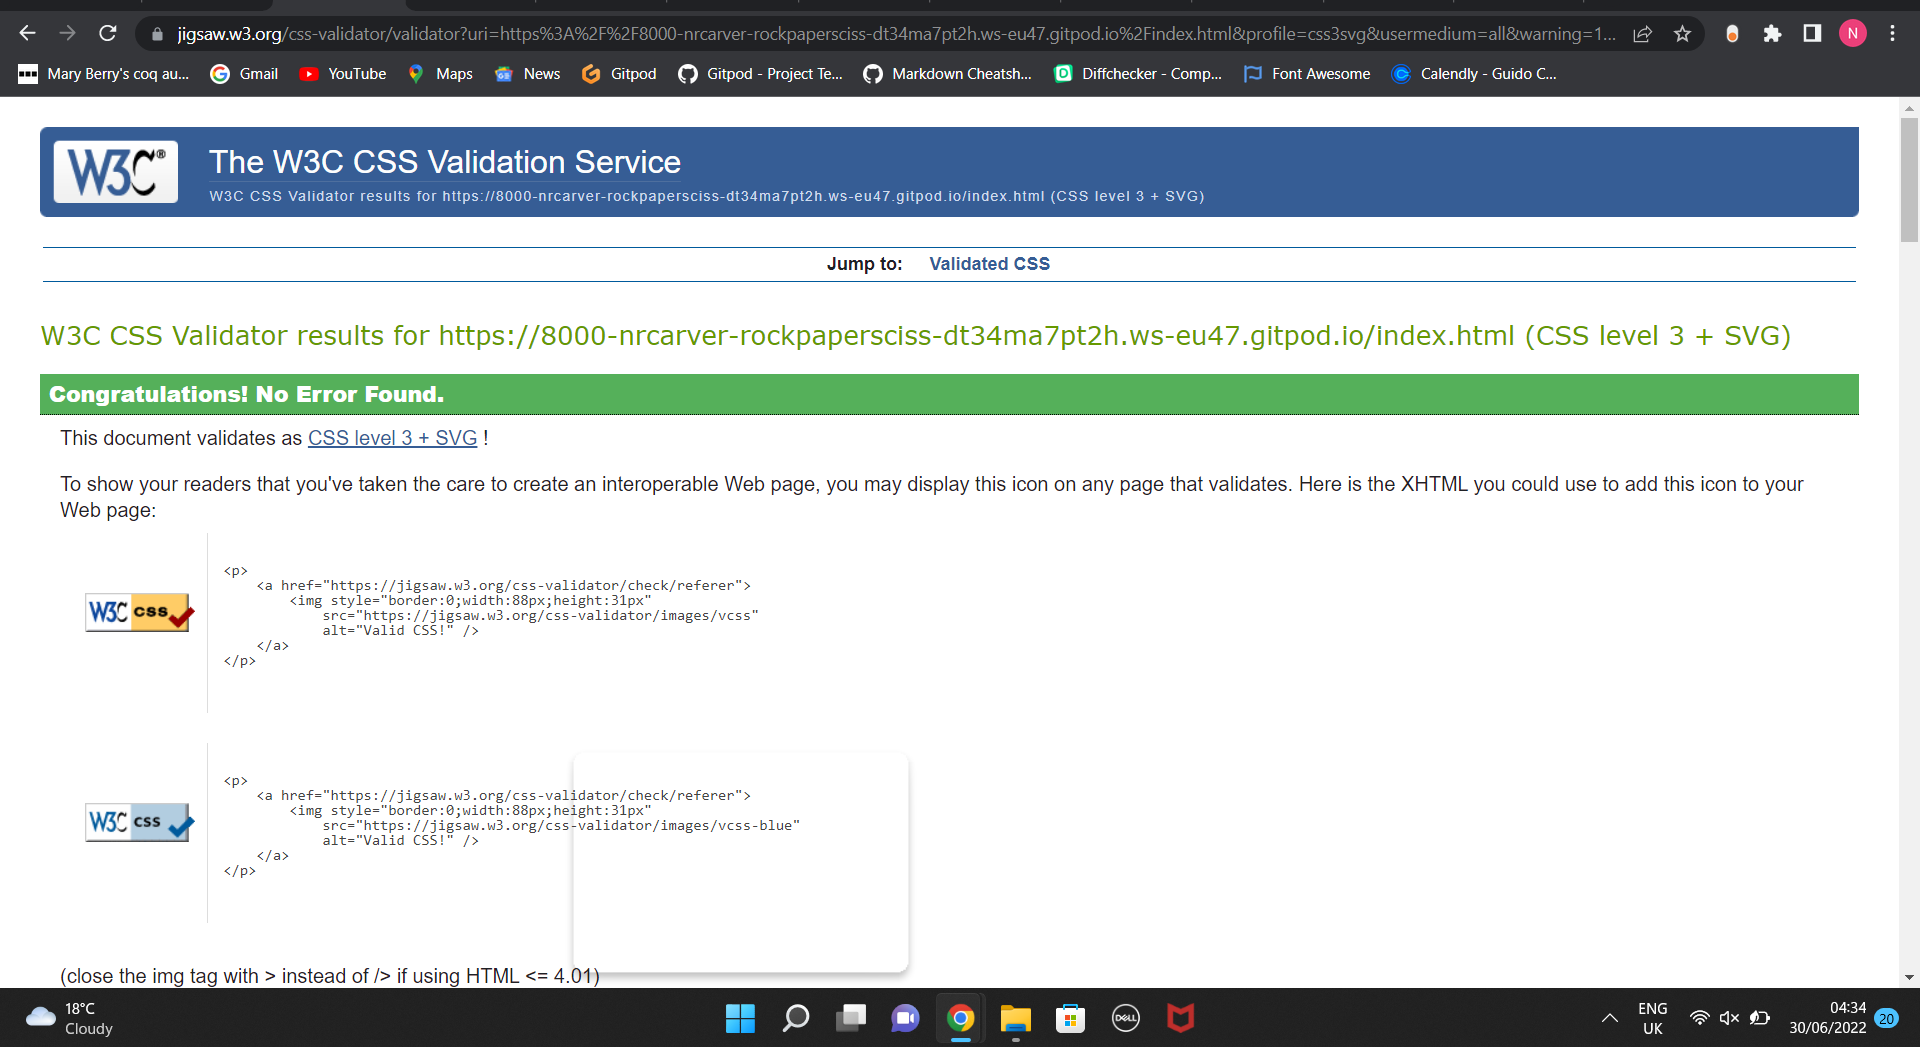 jigsaw.w3.org/css-validator/validator?uri=https%3A%2F%2F8000-nrcarver-rockpapersciss-dt34ma7pt2h.ws-eu47.gitpod.io%2Findex.html&profile=css3svg&usermedium=all&warning=1...
N
Mary Berry's coq au... Gmail YouTube Maps News Gitpod Gitpod - Project Te... Markdown Cheatsh... Diffchecker - Comp... Font Awesome Calendly - Guido C...
W3C® The W3C CSS Validation Service
W3C CSS Validator results for https://8000-nrcarver-rockpapersciss-dt34ma7pt2h.ws-eu47.gitpod.io/index.html (CSS level 3 + SVG)
Jump to: Validated CSS
W3C CSS Validator results for https://8000-nrcarver-rockpapersciss-dt34ma7pt2h.ws-eu47.gitpod.io/index.html (CSS level 3 + SVG)
Congratulations! No Error Found.
This document validates as CSS level 3 + SVG !
To show your readers that you've taken the care to create an interoperable Web page, you may display this icon on any page that validates. Here is the XHTML you could use to add this icon to your
Web page:
<p>
<a href="https://jigsaw.w3.org/css-validator/check/referer">
<img style="border:0;width:88px;height:31px"
W3C css
src="https://jigsaw.w3.org/css-validator/images/vcss"
alt="Valid CSS!" />
</a>
</p>
<p>
<a href="https://jigsaw.w3.org/css-validator/check/referer">
<img style="border:0;width:88px;height:31px"
W3C css
src="https://jigsaw.w3.org/css-validator/images/vcss-blue"
alt="Valid CSS!" />
</a>
</p>
(close the img tag with > instead of /> if using HTML <= 4.01)
18°C
Cloudy
DELL
ENG
UK
04:34
30/06/2022
20